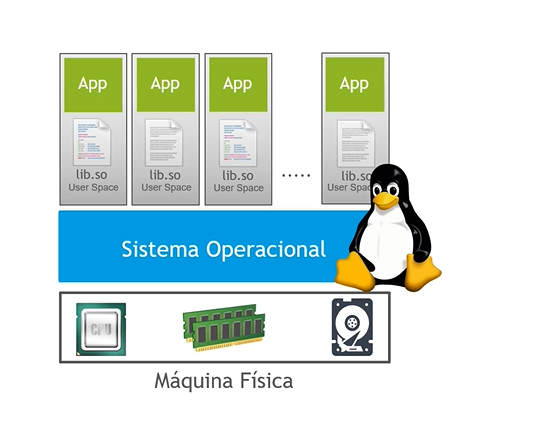 App
App
App
App
lib.so
User Space
lib.so
User Space
lib.so
User Space
.....
lib.so
User Space
Sistema Operacional
CPU
Máquina Física